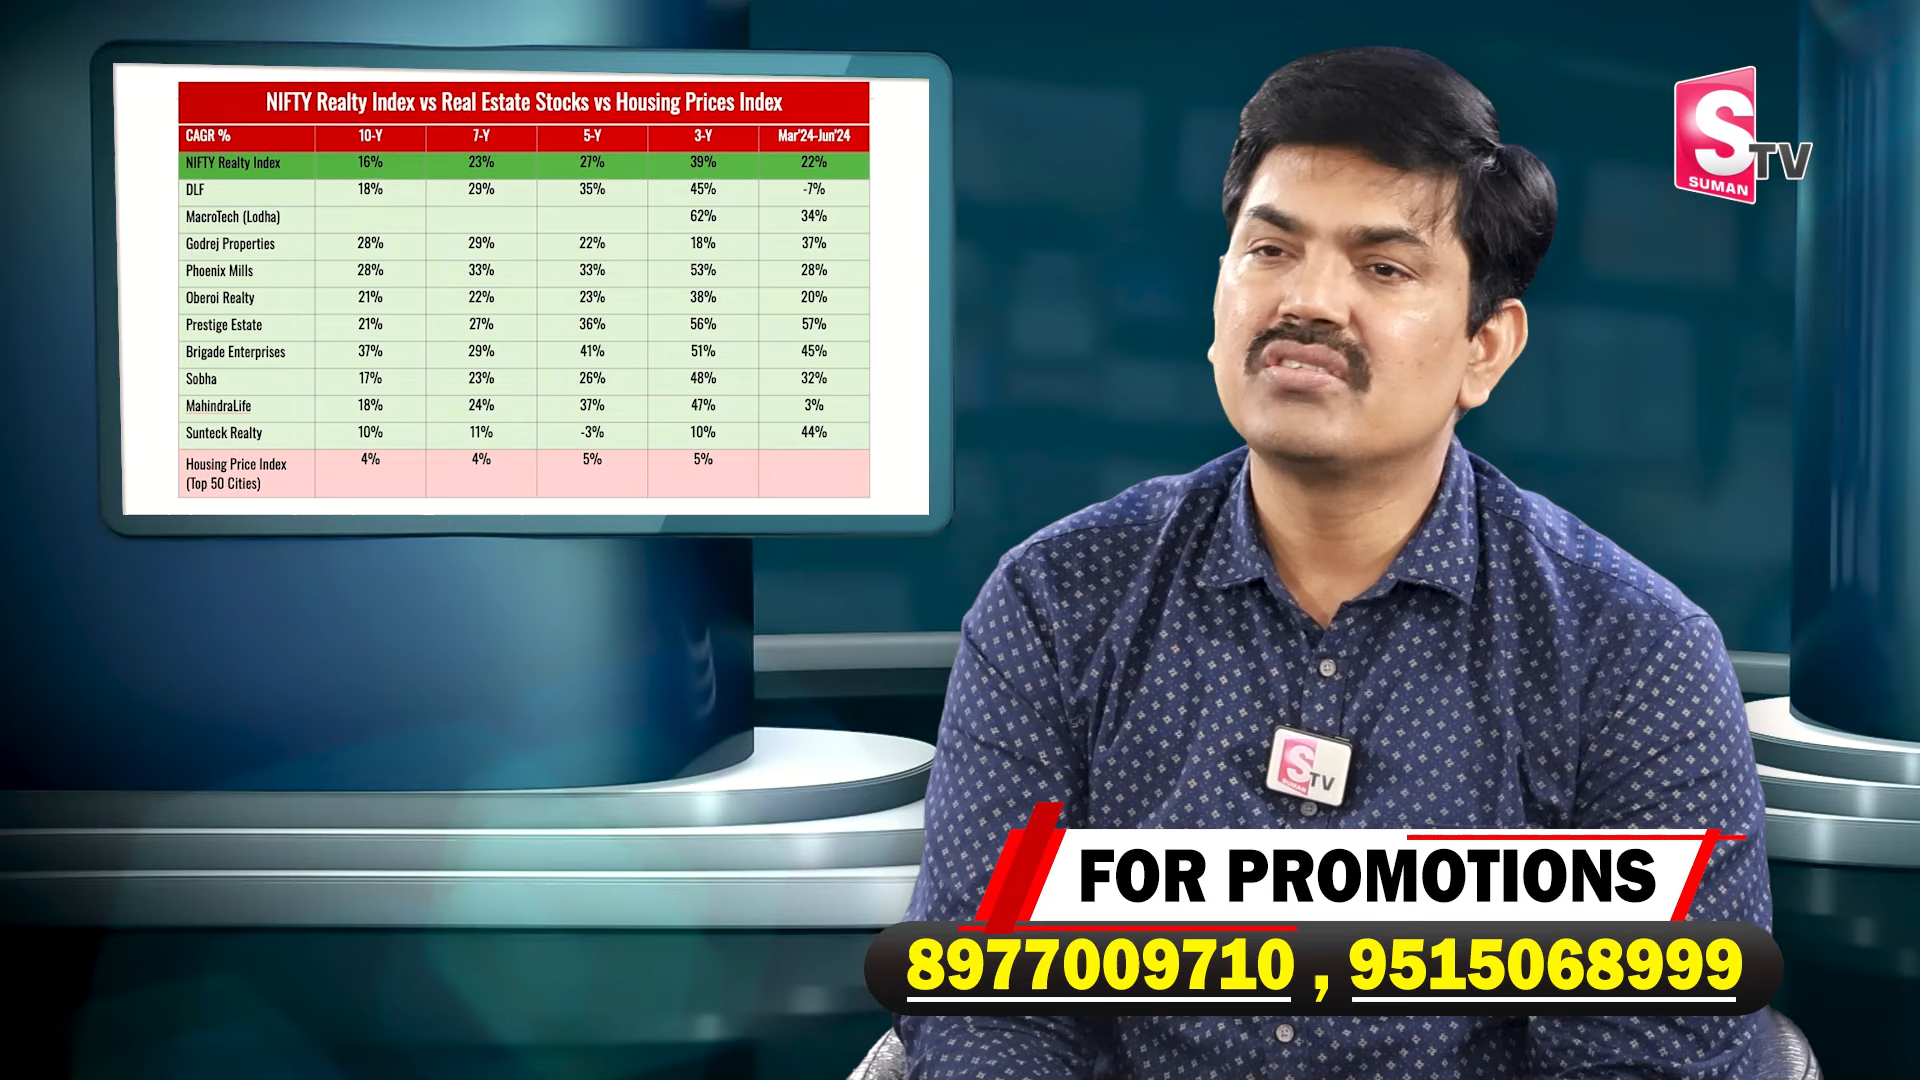 NIFTY Realty Index vs Real Estate Stocks vs Housing Prices Index
CAGR % 10-Y 7-Y 5-Y 3-Y Mar'24-Jun'24
NIFTY Realty Index 16% 23% 27% 39% 22%
DLF 18% 29% 35% 45% -7%
MacroTech (Lodha) 62% 34%
Godrej Properties 28% 29% 22% 18% 37%
Phoenix Mills 28% 33% 33% 53% 28%
Oberoi Realty 21% 22% 23% 38% 20%
Prestige Estate 21% 27% 36% 56% 57%
Brigade Enterprises 37% 29% 41% 51% 45%
Sobha 17% 23% 26% 48% 32%
MahindraLife 18% 24% 37% 47% 3%
Sunteck Realty 10% 11% -3% 10% 44%
Housing Price Index 4% 4% 5% 5%
(Top 50 Cities)
S TV
SUMAN
S TV
SUMAN
FOR PROMOTIONS
8977009710 , 9515068999